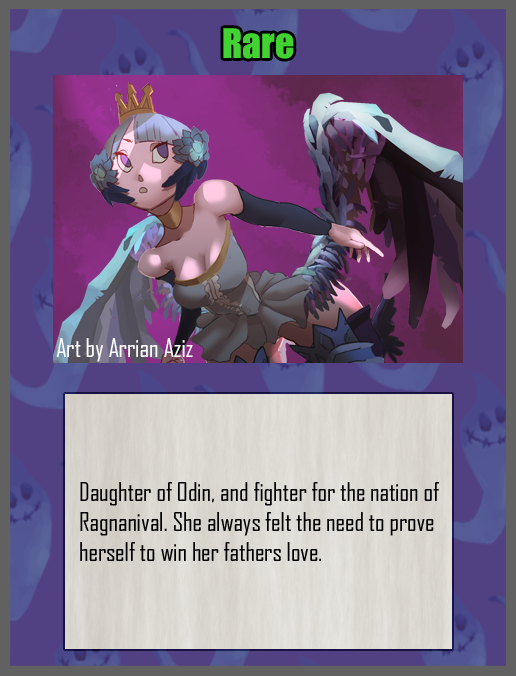 Rare
Art by Arrian Aziz
Daughter of Odin, and fighter for the nation of
Ragnanival. She always felt the need to prove
herself to win her fathers love.